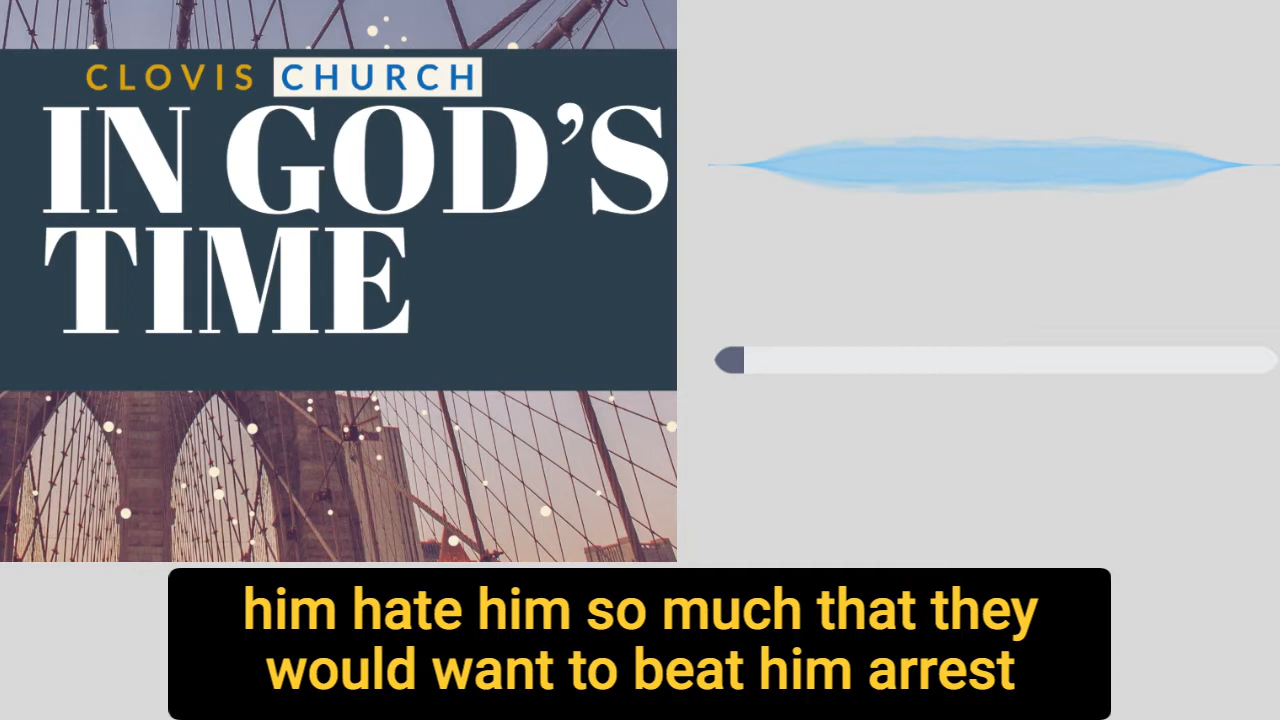 CLOVIS CHURCH
IN GOD’S
TIME
him hate him so much that they
would want to beat him arrest